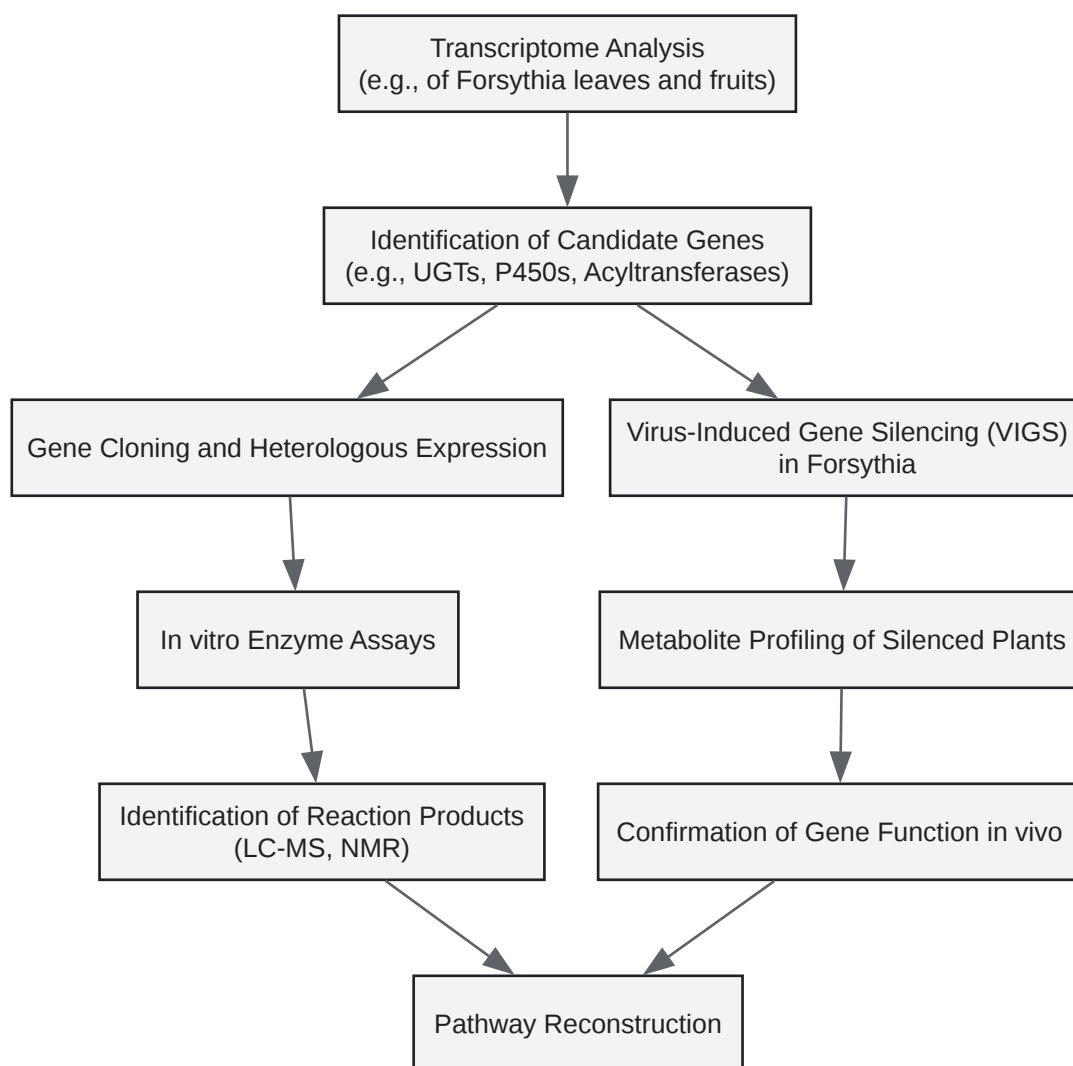 Transcriptome Analysis
(e.g., of Forsythia leaves and fruits)
Identification of Candidate Genes
(e.g., UGTs, P450s, Acyltransferases)
Gene Cloning and Heterologous Expression
Virus-Induced Gene Silencing (VIGS)
in Forsythia
In vitro Enzyme Assays
Metabolite Profiling of Silenced Plants
Identification of Reaction Products
(LC-MS, NMR)
Confirmation of Gene Function in vivo
Pathway Reconstruction